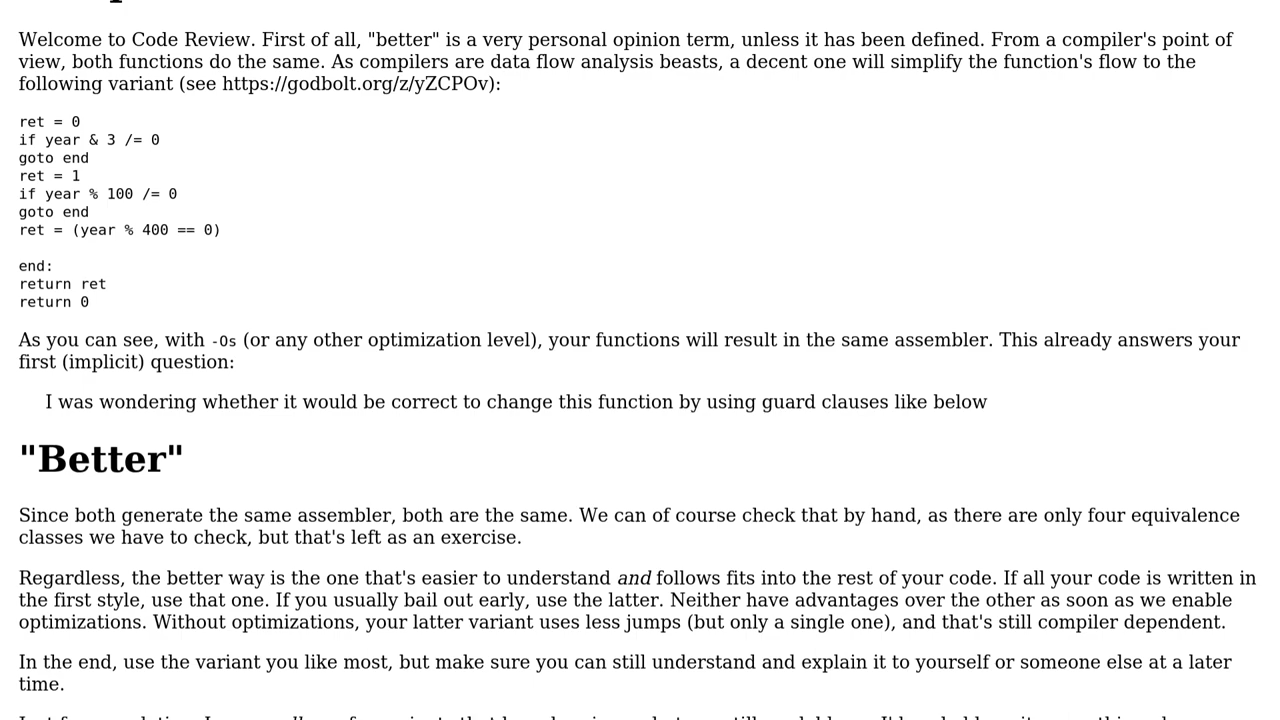 Welcome to Code Review. First of all, "better" is a very personal opinion term, unless it has been defined. From a compiler's point of
view, both functions do the same. As compilers are data flow analysis beasts, a decent one will simplify the function's flow to the
following variant (see https://godbolt.org/z/yZCPOv):
ret = 0
if year & 3 /= 0
goto end
ret = 1
if year % 100 /= 0
goto end
ret = (year % 400 == 0)
end:
return ret
return 0
As you can see, with -Os (or any other optimization level), your functions will result in the same assembler. This already answers your
first (implicit) question:
I was wondering whether it would be correct to change this function by using guard clauses like below
"Better"
Since both generate the same assembler, both are the same. We can of course check that by hand, as there are only four equivalence
classes we have to check, but that's left as an exercise.
Regardless, the better way is the one that's easier to understand and follows fits into the rest of your code. If all your code is written in
the first style, use that one. If you usually bail out early, use the latter. Neither have advantages over the other as soon as we enable
optimizations. Without optimizations, your latter variant uses less jumps (but only a single one), and that's still compiler dependent.
In the end, use the variant you like most, but make sure you can still understand and explain it to yourself or someone else at a later
time.